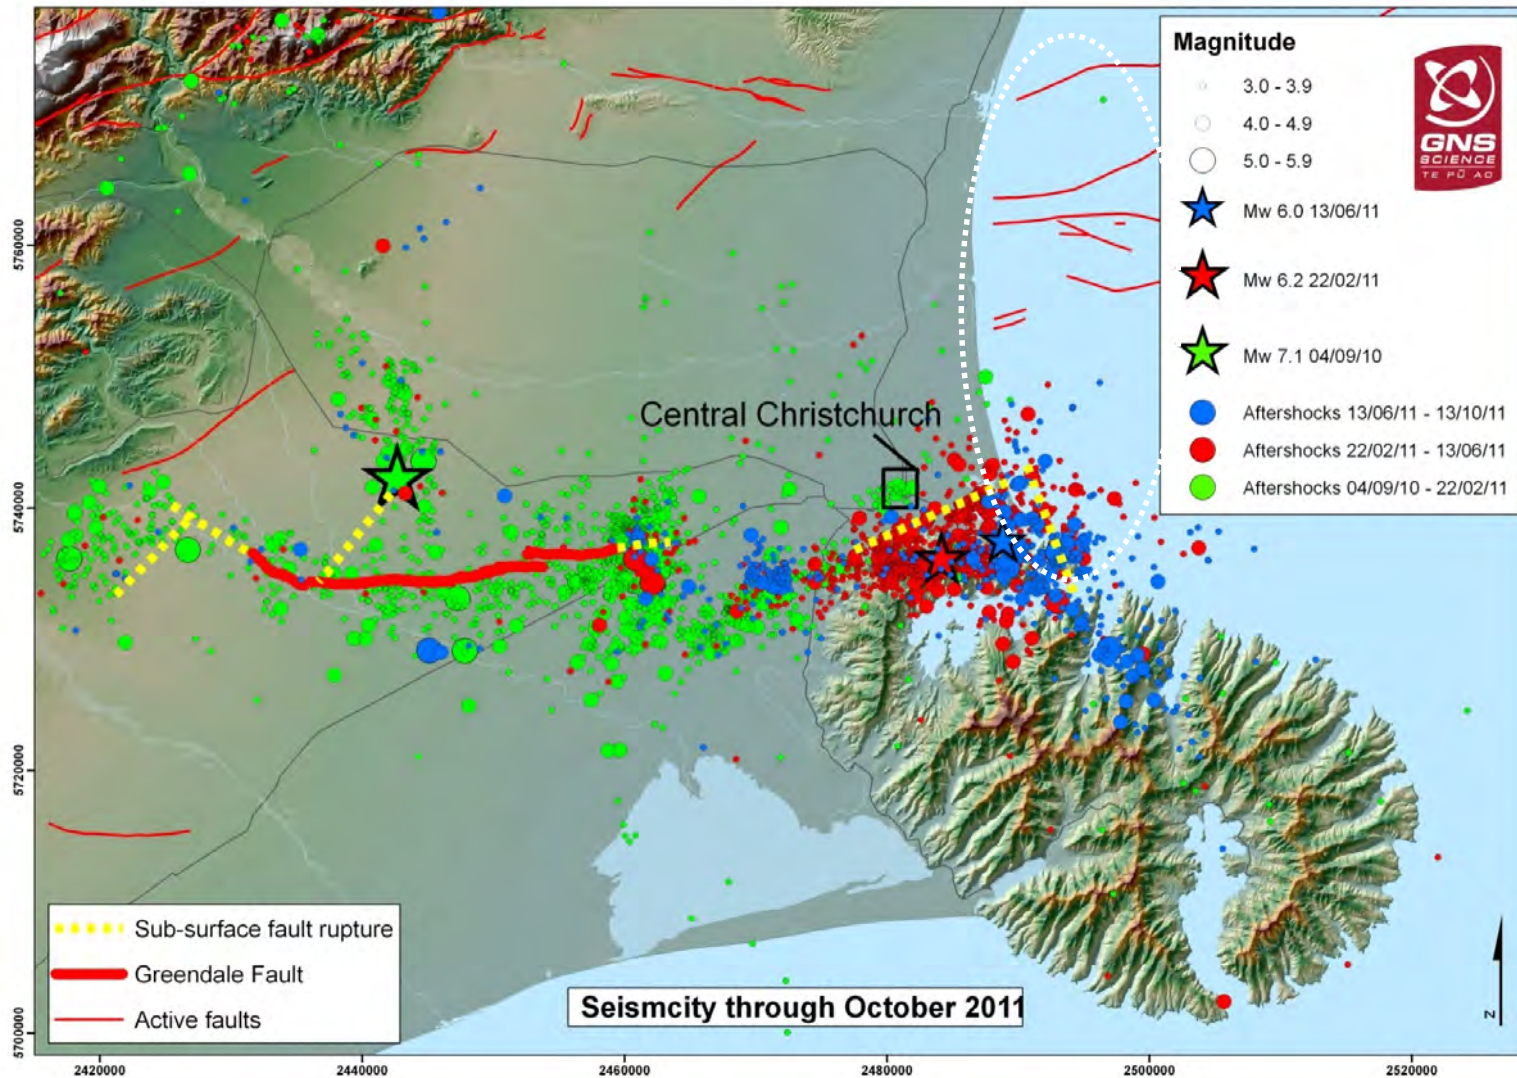 Magnitude
3.0 - 3.9
4.0 - 4.9
5.0 - 5.9
Mw 6.0 13/06/11
Mw 6.2 22/02/11
Mw 7.1 04/09/10
Aftershocks 13/06/11 - 13/10/11
Aftershocks 22/02/11 - 13/06/11
Aftershocks 04/09/10 - 22/02/11
GNS
SCIENCE
TE PŪ AO
Central Christchurch
5760000
5740000
5720000
5700000
Sub-surface fault rupture
Greendale Fault
Active faults
Seismcity through October 2011
N
2420000
2440000
2460000
2480000
2500000
2520000